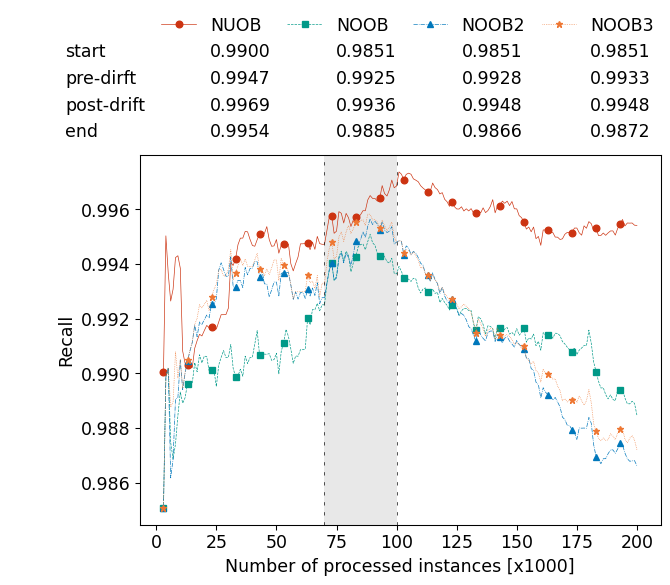 NUOB NOOB NOOB2 NOOB3
start 0.9900 0.9851 0.9851 0.9851
pre-dirft 0.9947 0.9925 0.9928 0.9933
post-drift 0.9969 0.9936 0.9948 0.9948
end 0.9954 0.9885 0.9866 0.9872
0.996
0.994
0.992
0.990
0.988
0.986
Recall
0 25 50 75 100 125 150 175 200
Number of processed instances [x1000]